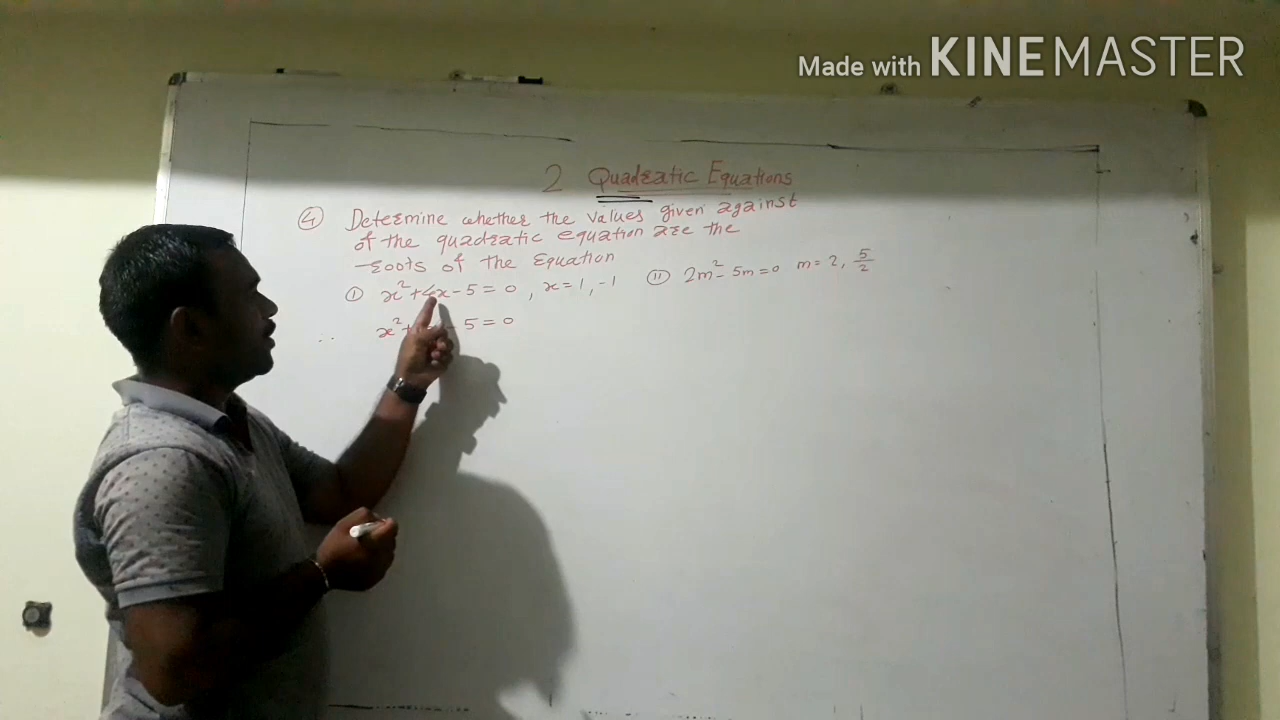 Made with KINEMASTER
2 Quadratic Equations
④ Determine whether the values given against
of the quadratic equation are the
roots of the Equation
① x² + 4x - 5 = 0 , x = 1, -1 ⑪ 2m² - 5m = 0 m = 2, 5/2
x² + - 5 = 0